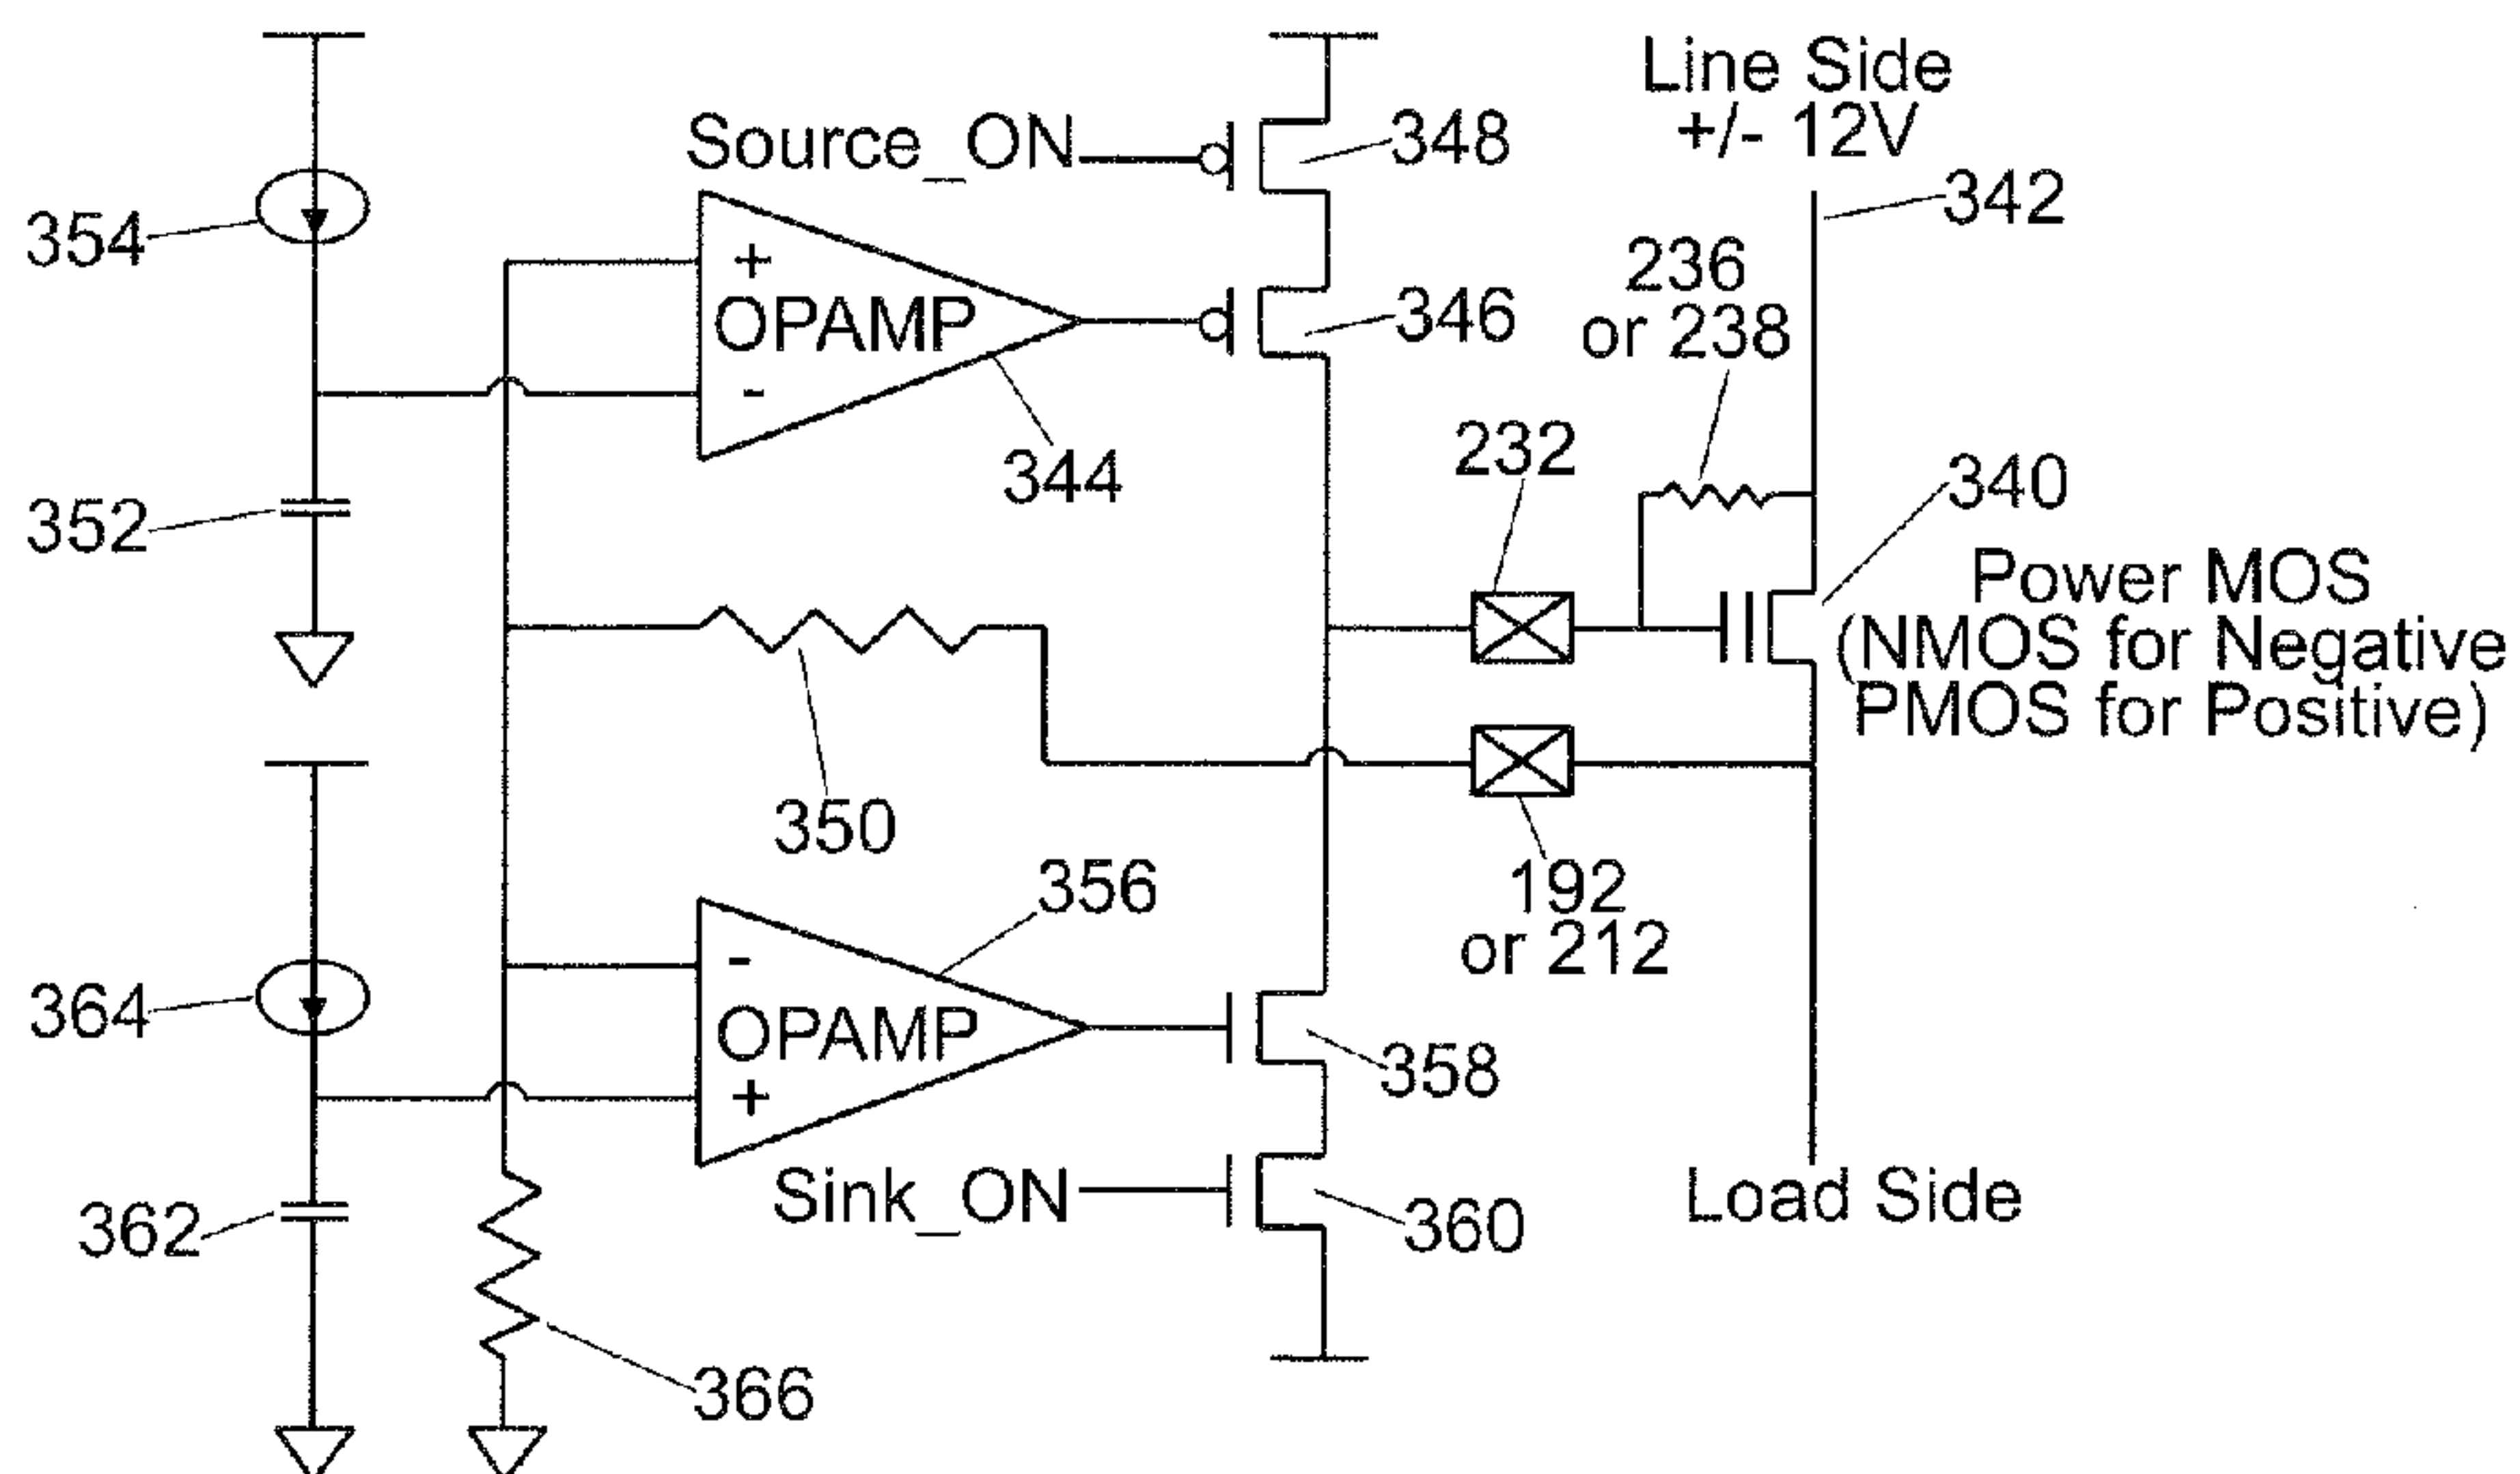 Line Side
+/- 12V
Source_ON
348
342
354
+
OPAMP
-
346
236
or 238
344
232
340
352
Power MOS
(NMOS for Negative
PMOS for Positive)
350
192
or 212
356
364
-
OPAMP
+
358
Sink_ON
360
Load Side
362
366